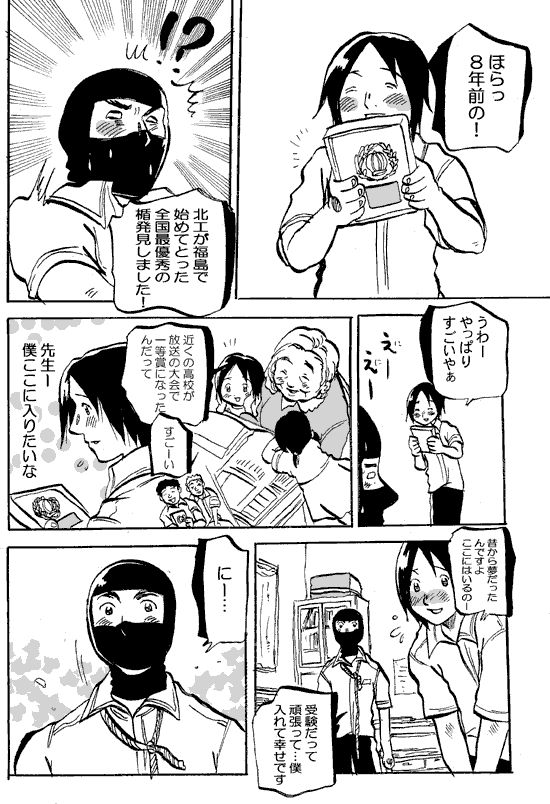 ほらっ
8年前の！
!?
北工が福島で
始めてとった
全国最優秀の
楯発見しました！
うわー
やっぱり
すごいやぁ
えー
えー
近くの高校が
放送の大会で
一等賞になった
んだって
すごーい
先生ー
僕ここに入りたいな
昔から夢だった
んですよ
ここにはいるのー
受験だって
頑張って…僕
入れて幸せです
にー…